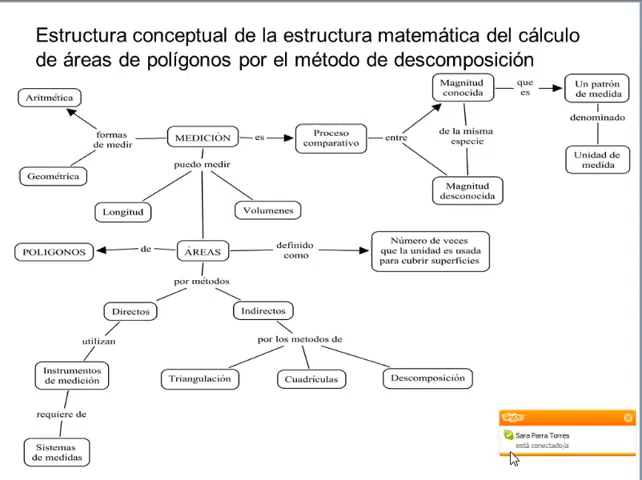 Estructura conceptual de la estructura matemática del cálculo
de áreas de polígonos por el método de descomposición
Aritmética
formas
de medir
Geométrica
MEDICIÓN
es
Proceso
comparativo
entre
Magnitud
conocida
que
es
Un patrón
de medida
denominado
Unidad de
medida
de la misma
especie
Magnitud
desconocida
puedo medir
Longitud
Volumenes
POLIGONOS
de
ÁREAS
definido
como
Número de veces
que la unidad es usada
para cubrir superficies
por métodos
Directos
Indirectos
utilizan
por los metodos de
Instrumentos
de medición
Triangulación
Cuadrículas
Descomposición
requiere de
Sistemas
de medidas
skype
Sara Parra Torres
está conectado/a